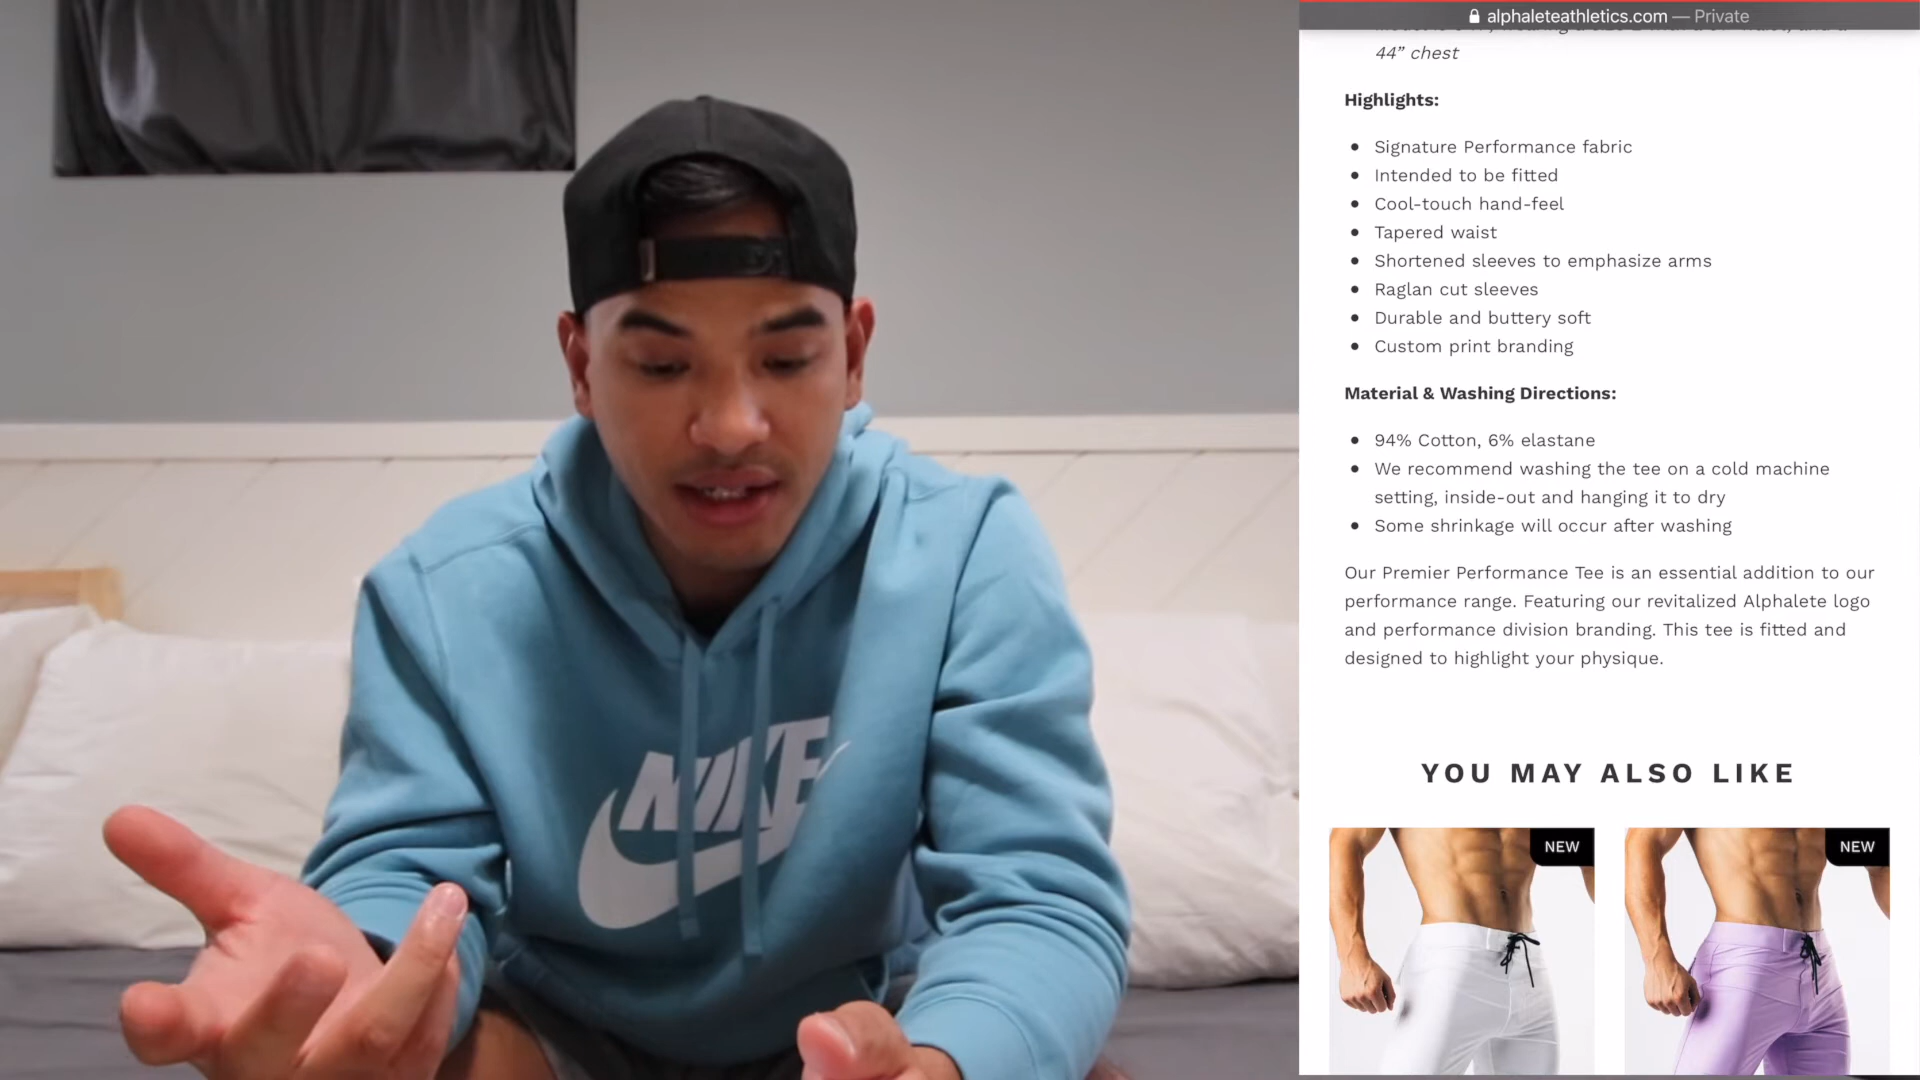 alphaleteathletics.com — Private
44” chest
Highlights:
• Signature Performance fabric
• Intended to be fitted
• Cool-touch hand-feel
• Tapered waist
• Shortened sleeves to emphasize arms
• Raglan cut sleeves
• Durable and buttery soft
• Custom print branding
Material & Washing Directions:
• 94% Cotton, 6% elastane
• We recommend washing the tee on a cold machine
setting, inside-out and hanging it to dry
• Some shrinkage will occur after washing
Our Premier Performance Tee is an essential addition to our
performance range. Featuring our revitalized Alphalete logo
and performance division branding. This tee is fitted and
designed to highlight your physique.
YOU MAY ALSO LIKE
NEW
NEW
NIKE